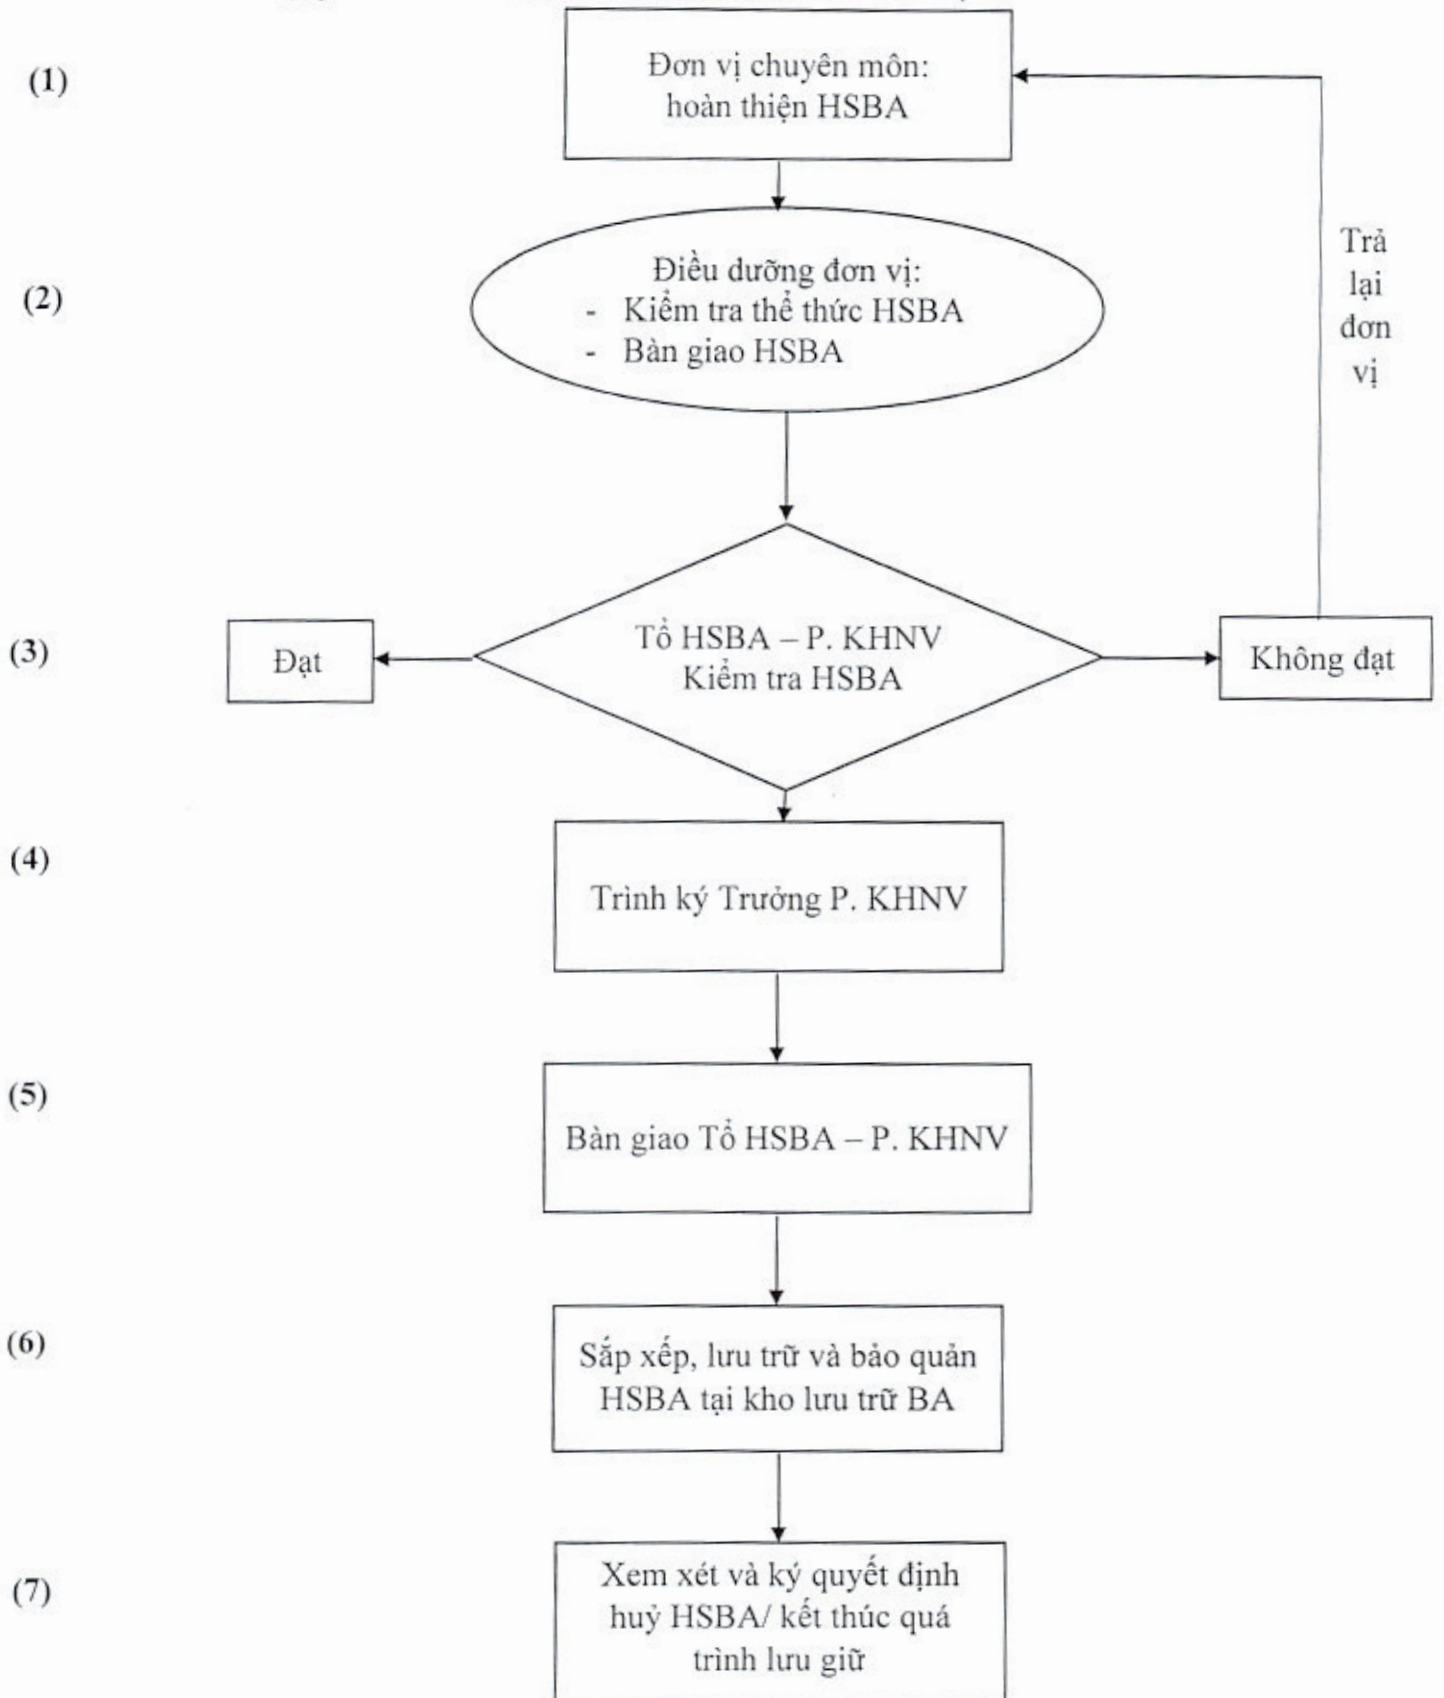 (1)
Đơn vị chuyên môn:
hoàn thiện HSBA
Trả
lại
đơn
vị
(2)
Điều dưỡng đơn vị:
- Kiểm tra thể thức HSBA
- Bàn giao HSBA
(3)
Đạt
Tổ HSBA – P. KHNV
Kiểm tra HSBA
Không đạt
(4)
Trình ký Trưởng P. KHNV
(5)
Bàn giao Tổ HSBA – P. KHNV
(6)
Sắp xếp, lưu trữ và bảo quản
HSBA tại kho lưu trữ BA
(7)
Xem xét và ký quyết định
huỷ HSBA/ kết thúc quá
trình lưu giữ